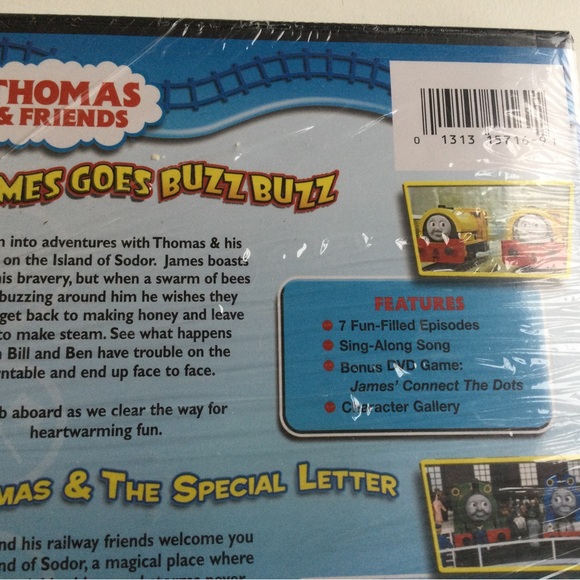 THOMAS
& FRIENDS
0 1313 15716-9
MES GOES BUZZ BUZZ
n into adventures with Thomas & his
on the Island of Sodor. James boasts
his bravery, but when a swarm of bees
buzzing around him he wishes they
get back to making honey and leave
to make steam. See what happens
Bill and Ben have trouble on the
ntable and end up face to face.
b aboard as we clear the way for
heartwarming fun.
FEATURES
7 Fun-Filled Episodes
Sing-Along Song
Bonus DVD Game:
James' Connect The Dots
Character Gallery
MAS & THE SPECIAL LETTER
nd his railway friends welcome you
nd of Sodor, a magical place where